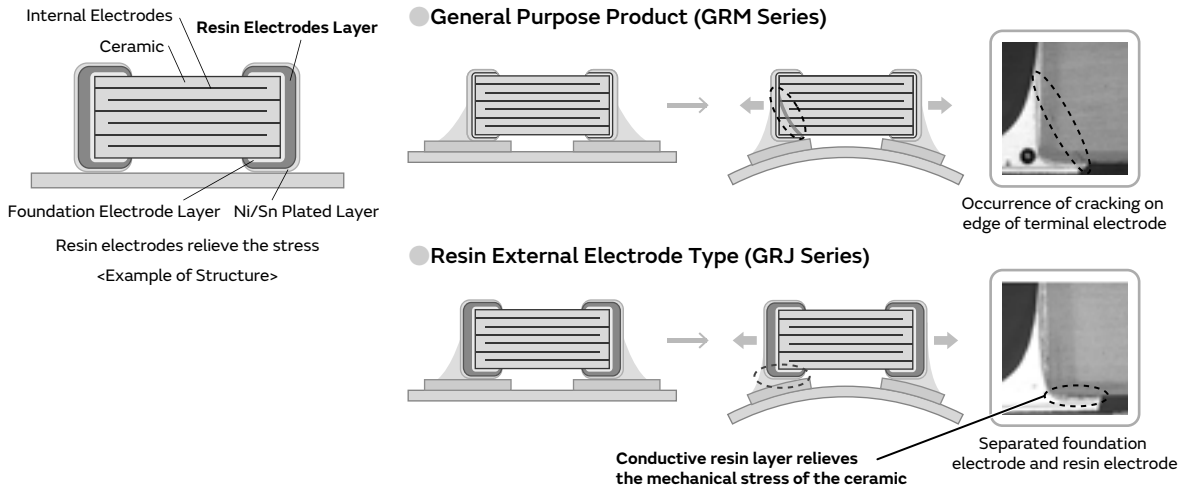 Internal Electrodes
Resin Electrodes Layer
Ceramic
Foundation Electrode Layer
Ni/Sn Plated Layer
Resin electrodes relieve the stress
<Example of Structure>
General Purpose Product (GRM Series)
Occurrence of cracking on
edge of terminal electrode
Resin External Electrode Type (GRJ Series)
Conductive resin layer relieves
the mechanical stress of the ceramic
Separated foundation
electrode and resin electrode